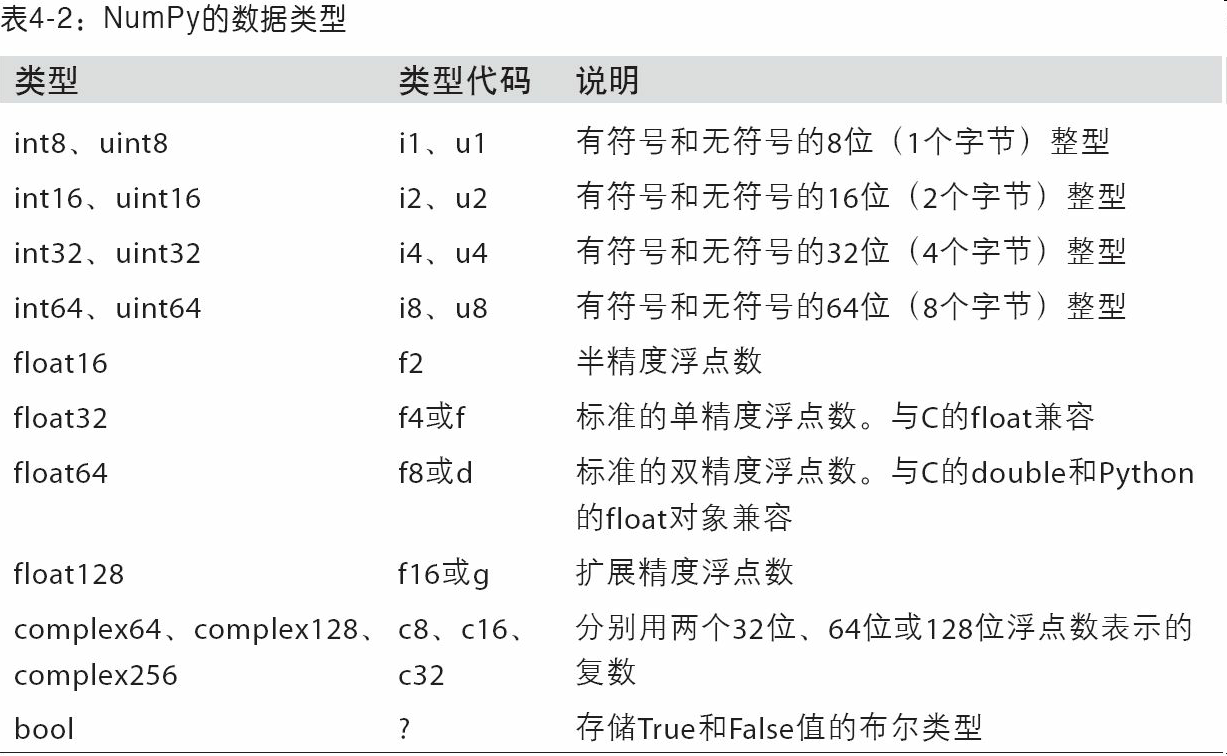 表4-2：NumPy的数据类型
类型 类型代码 说明
int8、uint8 i1、u1 有符号和无符号的8位（1个字节）整型
int16、uint16 i2、u2 有符号和无符号的16位（2个字节）整型
int32、uint32 i4、u4 有符号和无符号的32位（4个字节）整型
int64、uint64 i8、u8 有符号和无符号的64位（8个字节）整型
float16 f2 半精度浮点数
float32 f4或f 标准的单精度浮点数。与C的float兼容
float64 f8或d 标准的双精度浮点数。与C的double和Python
的float对象兼容
float128 f16或g 扩展精度浮点数
complex64、complex128、 c8、c16、 分别用两个32位、64位或128位浮点数表示的
complex256 c32 复数
bool ? 存储True和False值的布尔类型